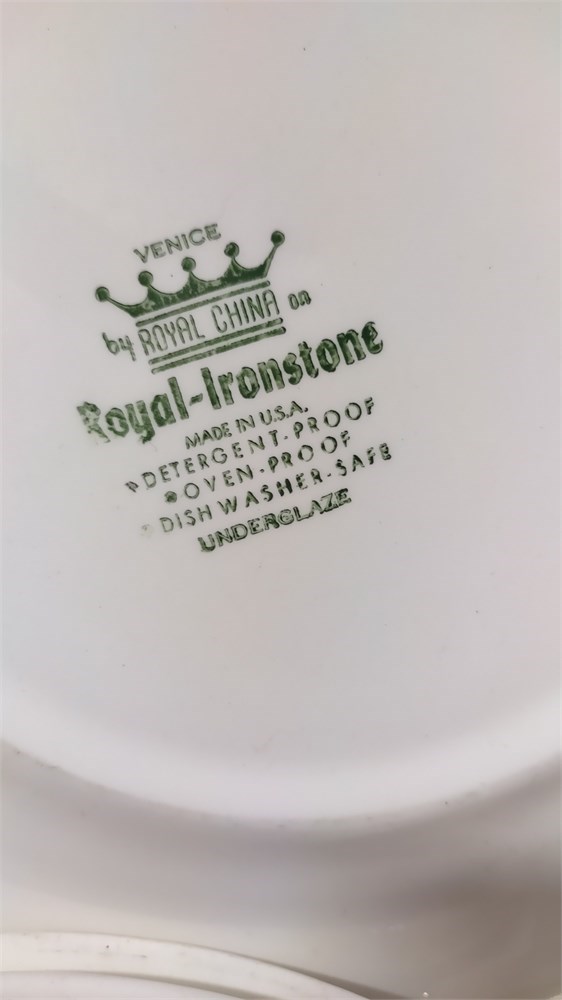 VENICE
by ROYAL CHINA on
Royal-Ironstone
MADE IN U.S.A.
DETERGENT-PROOF
OVEN-PROOF
DISHWASHER-SAFE
UNDERGLAZE